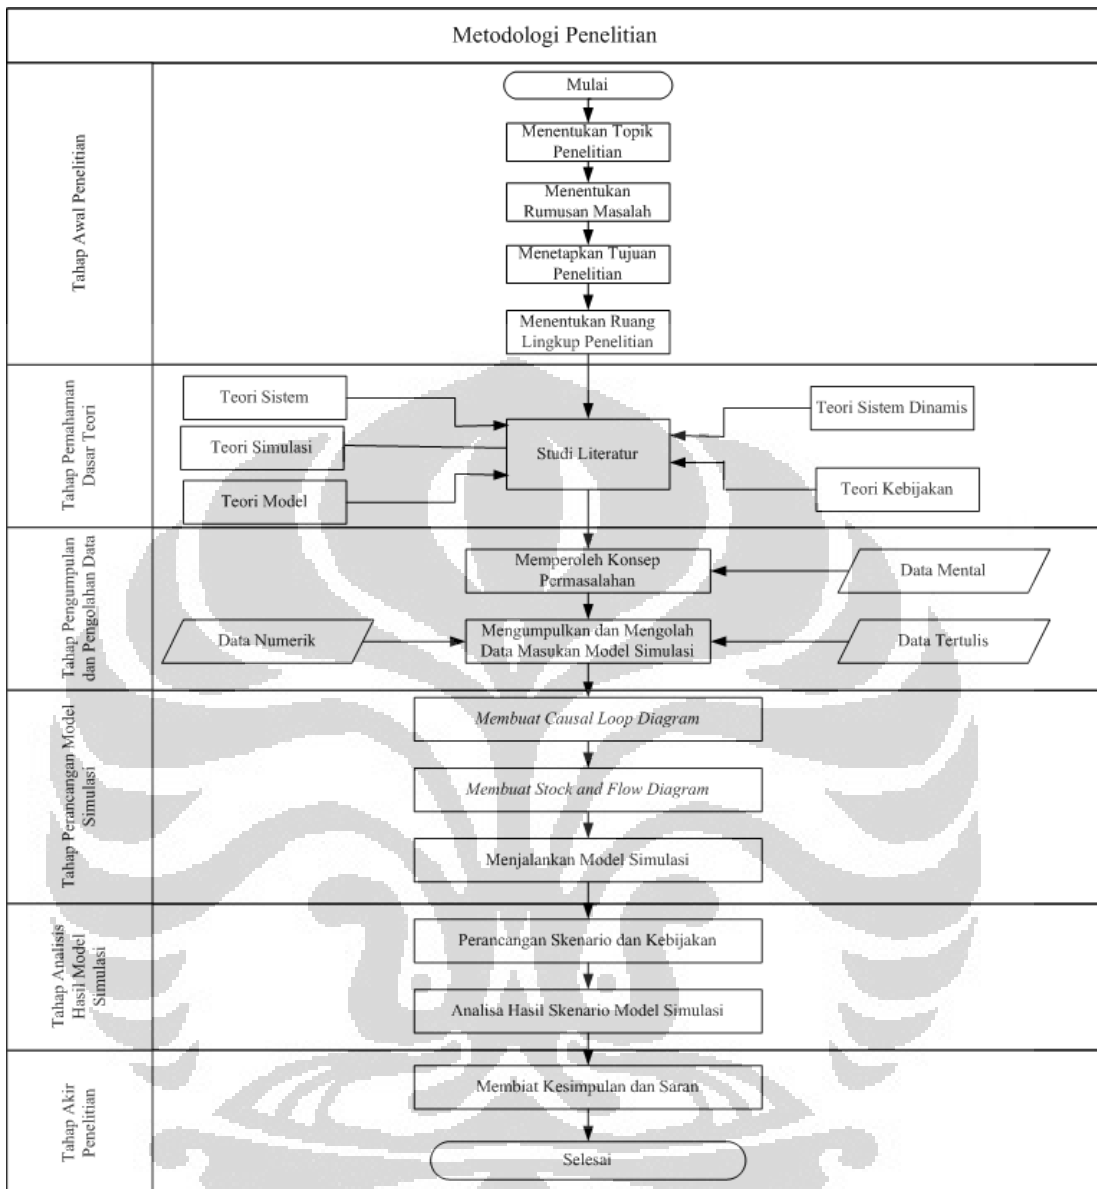 Metodologi Penelitian
Tahap Awal Penelitian
Mulai
Menentukan Topik
Penelitian
Menentukan
Rumusan Masalah
Menetapkan Tujuan
Penelitian
Menentukan Ruang
Lingkup Penelitian
Tahap Pemahaman
Dasar Teori
Teori Sistem
Teori Simulasi
Teori Model
Studi Literatur
Teori Sistem Dinamis
Teori Kebijakan
Tahap Pengumpulan
dan Pengolahan Data
Memperoleh Konsep
Permasalahan
Data Mental
Data Numerik
Mengumpulkan dan Mengolah
Data Masukan Model Simulasi
Data Tertulis
Tahap Perancangan Model
Simulasi
Membuat Causal Loop Diagram
Membuat Stock and Flow Diagram
Menjalankan Model Simulasi
Tahap Analisis
Hasil Model
Simulasi
Perancangan Skenario dan Kebijakan
Analisa Hasil Skenario Model Simulasi
Tahap Akir
Penelitian
Membiat Kesimpulan dan Saran
Selesai